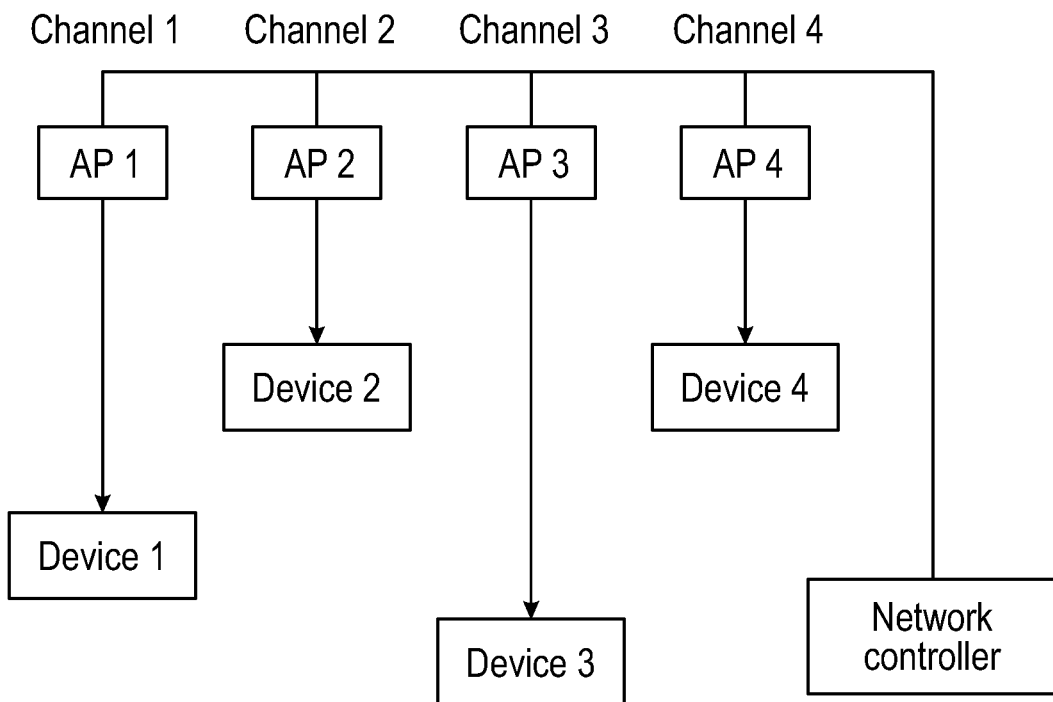 Channel 1 Channel 2 Channel 3 Channel 4
AP 1 AP 2 AP 3 AP 4
Device 2 Device 4
Device 1
Network
controller
Device 3